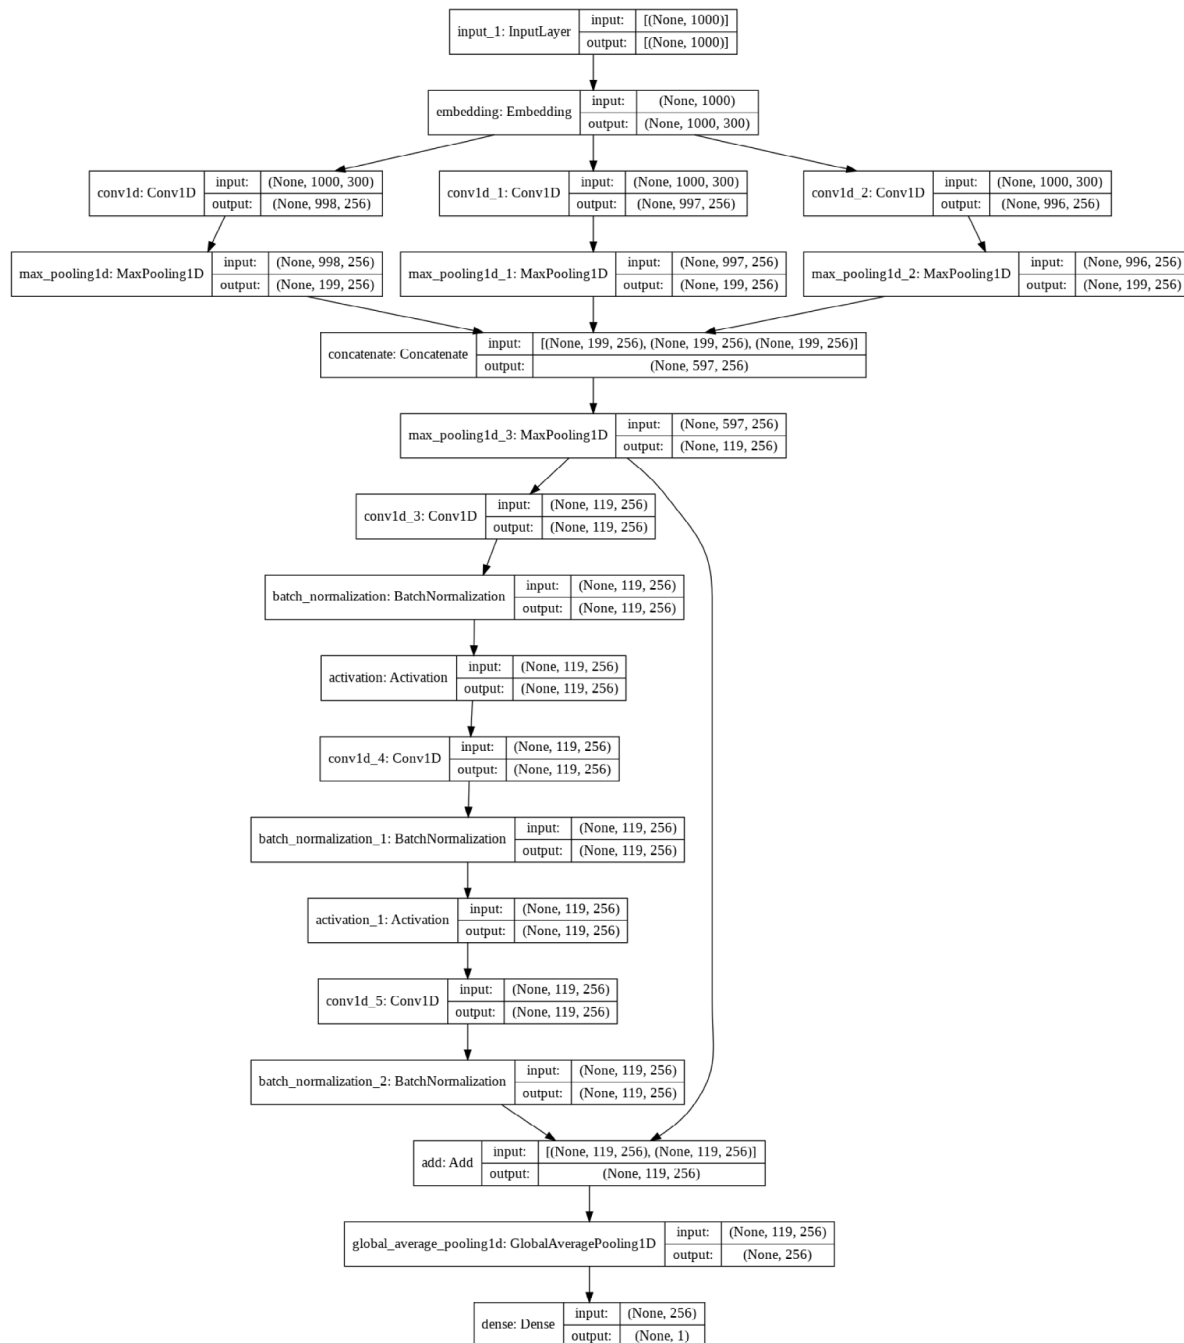 input_1: InputLayer input: [(None, 1000)]
output: [(None, 1000)]
embedding: Embedding input: (None, 1000)
output: (None, 1000, 300)
conv1d: Conv1D input: (None, 1000, 300)
output: (None, 998, 256)
conv1d_1: Conv1D input: (None, 1000, 300)
output: (None, 997, 256)
conv1d_2: Conv1D input: (None, 1000, 300)
output: (None, 996, 256)
max_pooling1d: MaxPooling1D input: (None, 998, 256)
output: (None, 199, 256)
max_pooling1d_1: MaxPooling1D input: (None, 997, 256)
output: (None, 199, 256)
max_pooling1d_2: MaxPooling1D input: (None, 996, 256)
output: (None, 199, 256)
concatenate: Concatenate input: [(None, 199, 256), (None, 199, 256), (None, 199, 256)]
output: (None, 597, 256)
max_pooling1d_3: MaxPooling1D input: (None, 597, 256)
output: (None, 119, 256)
conv1d_3: Conv1D input: (None, 119, 256)
output: (None, 119, 256)
batch_normalization: BatchNormalization input: (None, 119, 256)
output: (None, 119, 256)
activation: Activation input: (None, 119, 256)
output: (None, 119, 256)
conv1d_4: Conv1D input: (None, 119, 256)
output: (None, 119, 256)
batch_normalization_1: BatchNormalization input: (None, 119, 256)
output: (None, 119, 256)
activation_1: Activation input: (None, 119, 256)
output: (None, 119, 256)
conv1d_5: Conv1D input: (None, 119, 256)
output: (None, 119, 256)
batch_normalization_2: BatchNormalization input: (None, 119, 256)
output: (None, 119, 256)
add: Add input: [(None, 119, 256), (None, 119, 256)]
output: (None, 119, 256)
global_average_pooling1d: GlobalAveragePooling1D input: (None, 119, 256)
output: (None, 256)
dense: Dense input: (None, 256)
output: (None, 1)